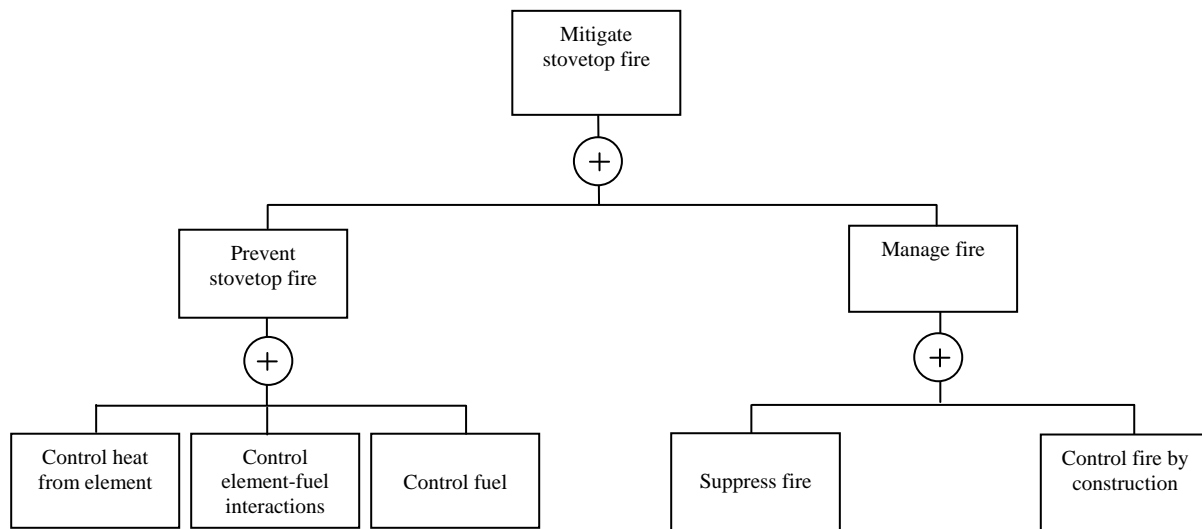 Mitigate
stovetop fire
+
Prevent
stovetop fire
Manage fire
+
+
Control heat
from element
Control
element-fuel
interactions
Control fuel
Suppress fire
Control fire by
construction